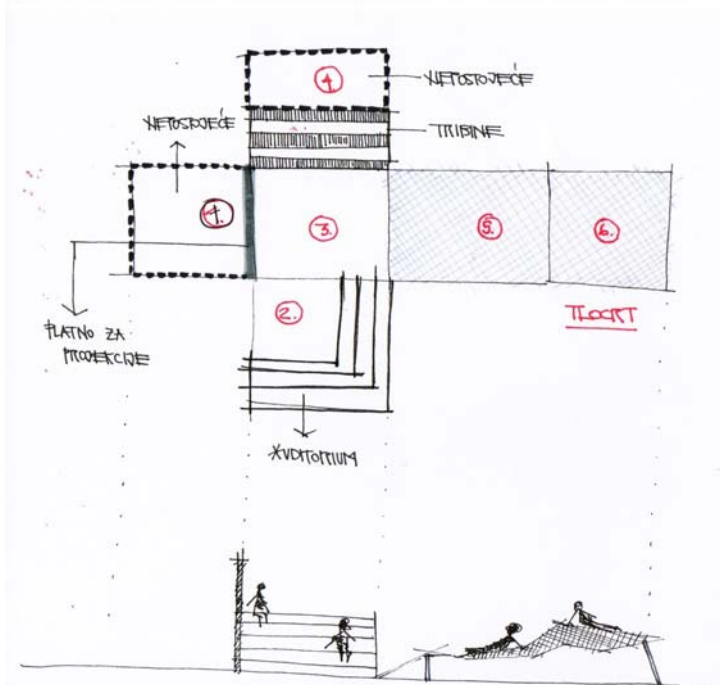 1.
NEPOSTOJEĆE
NEPOSTOJEĆE
TRIBINE
4.
3.
5.
6.
2.
TLOCRT
PLATNO ZA
PROJEKCIJE
AUDITORIUM